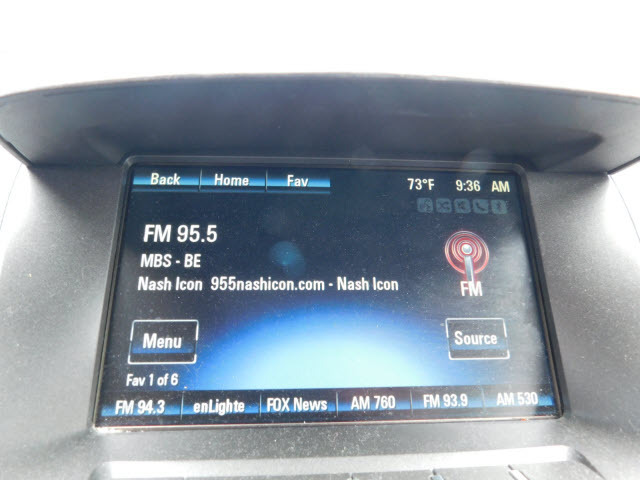 Back Home Fav 73°F 9:36 AM
FM 95.5
MBS - BE
Nash Icon 955nashicon.com - Nash Icon
FM
Menu Source
Fav 1 of 6
FM 94.3 enLighte FOX News AM 760 FM 93.9 AM 530